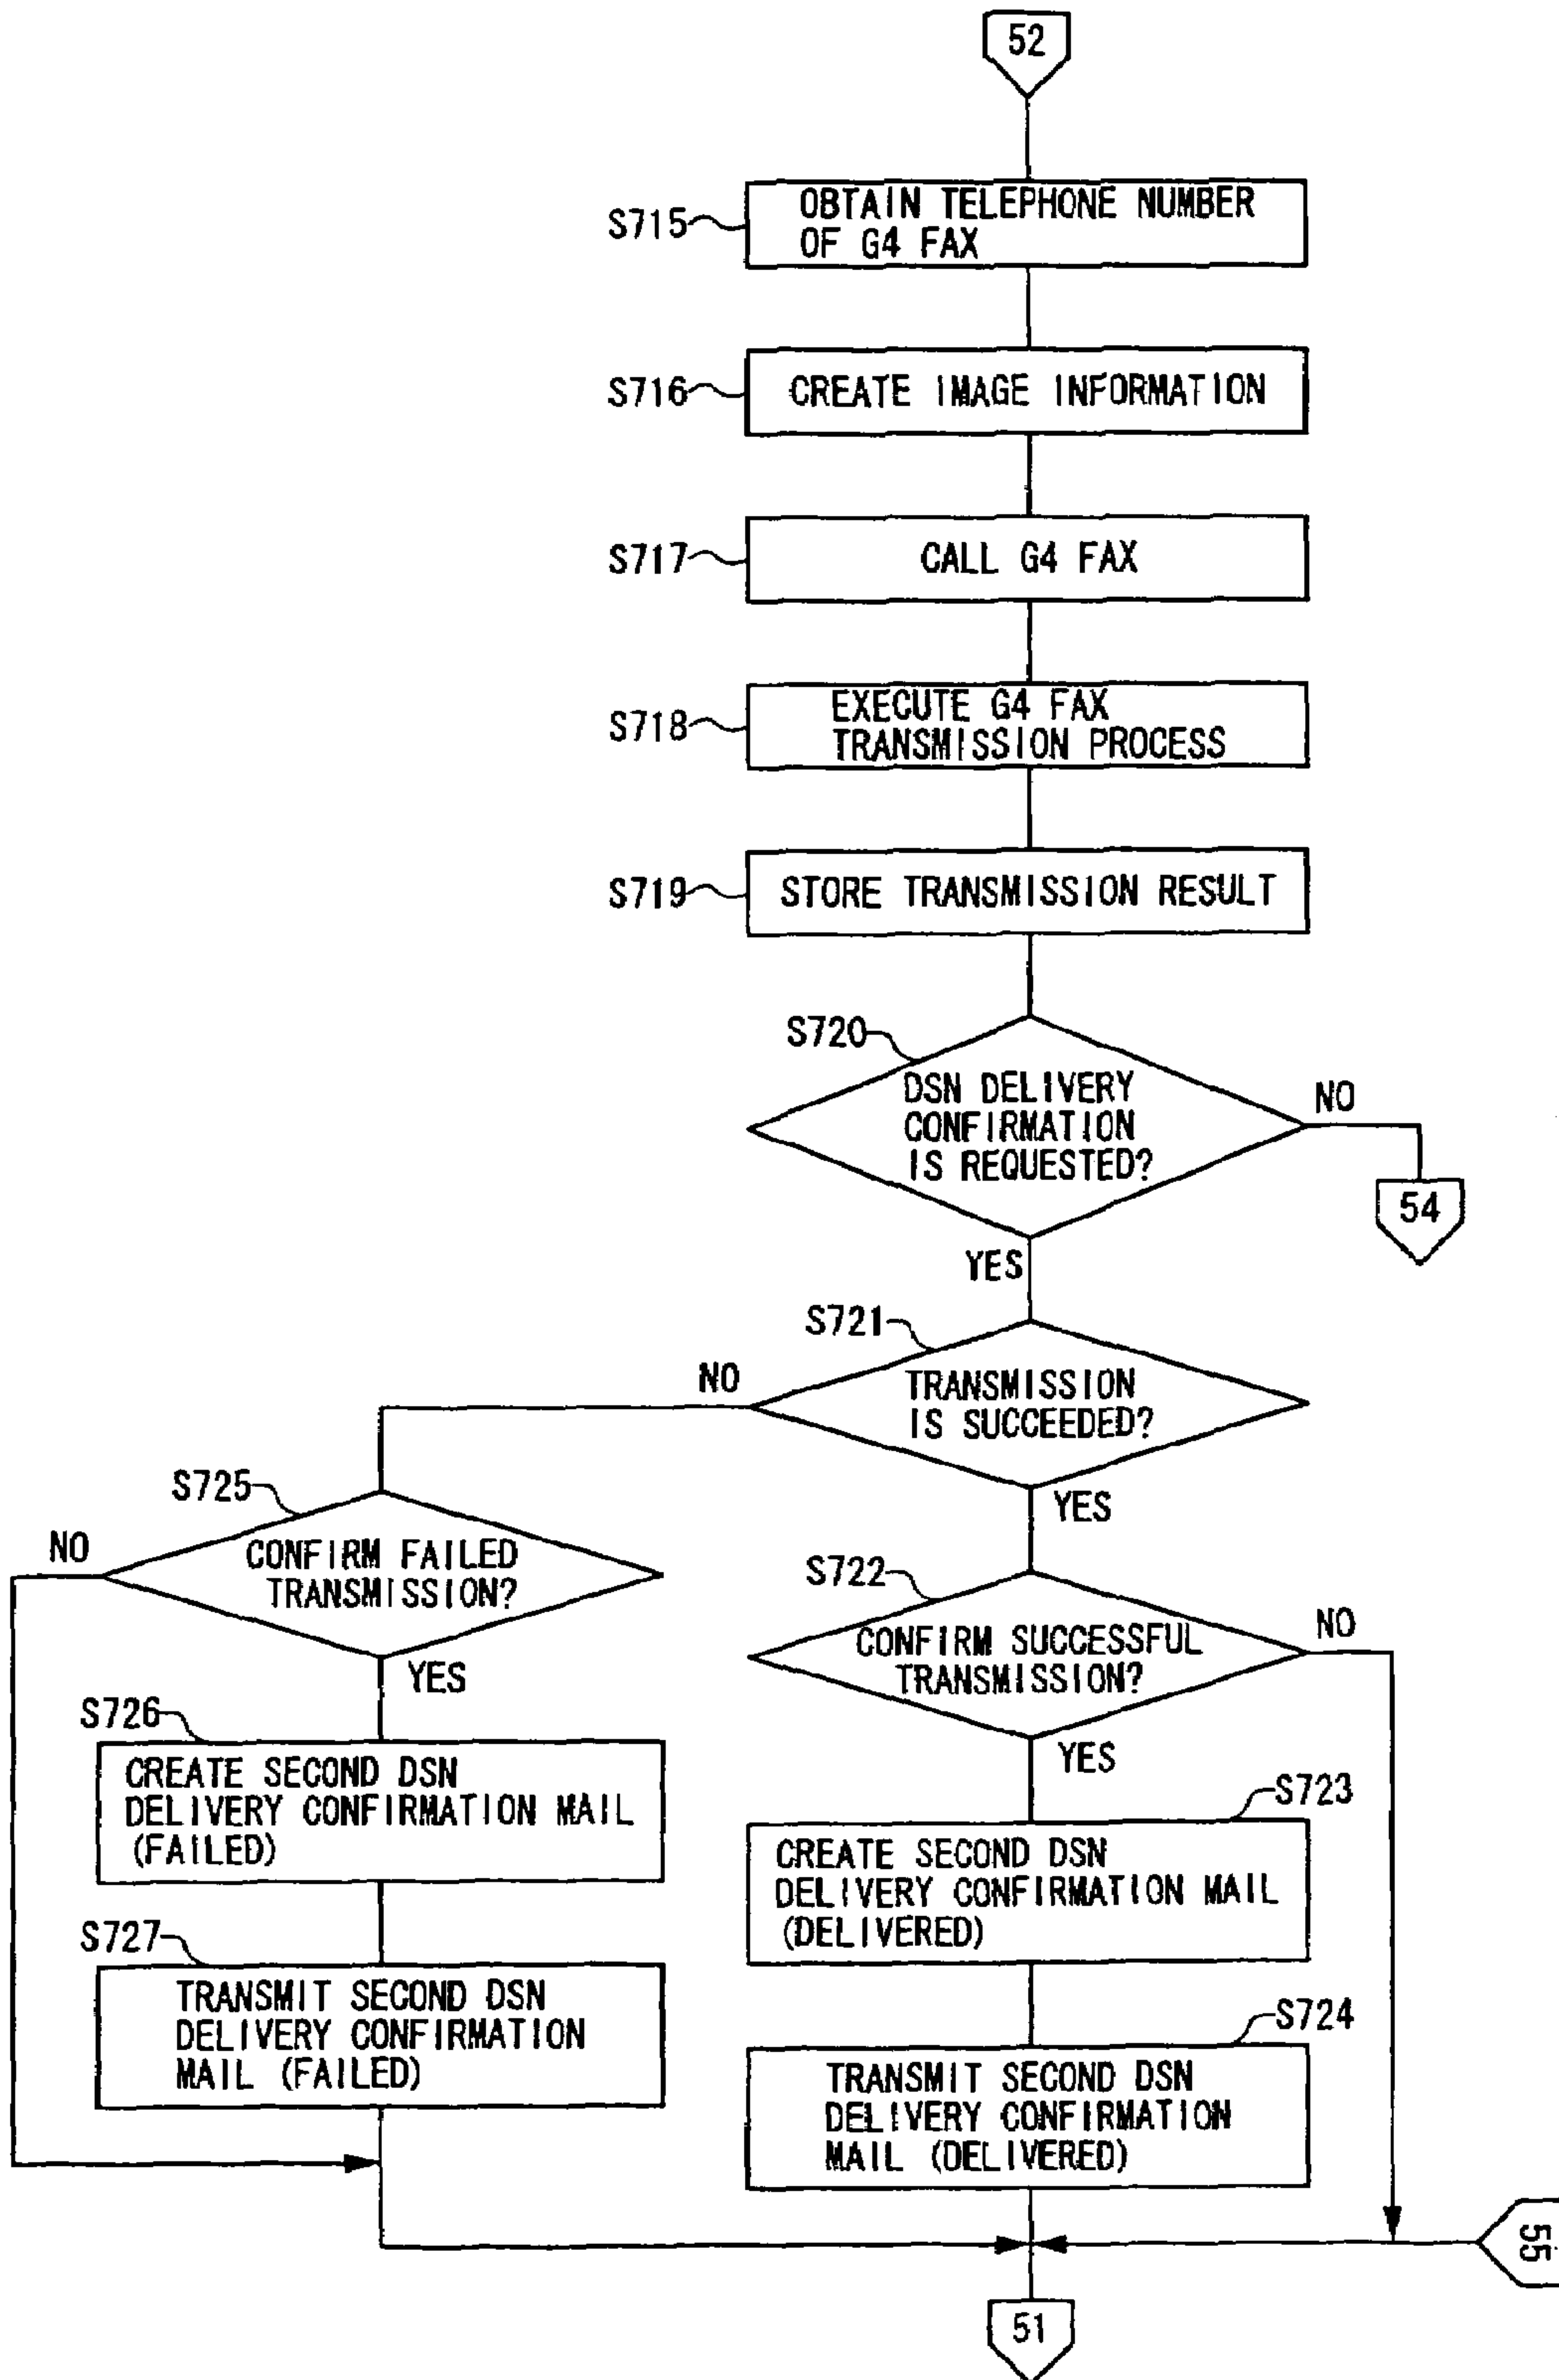 52
S715
OBTAIN TELEPHONE NUMBER
OF G4 FAX
S716
CREATE IMAGE INFORMATION
S717
CALL G4 FAX
S718
EXECUTE G4 FAX
TRANSMISSION PROCESS
S719
STORE TRANSMISSION RESULT
S720
DSN DELIVERY
CONFIRMATION
IS REQUESTED?
NO
54
YES
S721
TRANSMISSION
IS SUCCEEDED?
NO
YES
S725
CONFIRM FAILED
TRANSMISSION?
NO
YES
S722
CONFIRM SUCCESSFUL
TRANSMISSION?
NO
YES
S726
CREATE SECOND DSN
DELIVERY CONFIRMATION MAIL
(FAILED)
S723
CREATE SECOND DSN
DELIVERY CONFIRMATION MAIL
(DELIVERED)
S727
TRANSMIT SECOND DSN
DELIVERY CONFIRMATION
MAIL (FAILED)
S724
TRANSMIT SECOND DSN
DELIVERY CONFIRMATION
MAIL (DELIVERED)
55
51